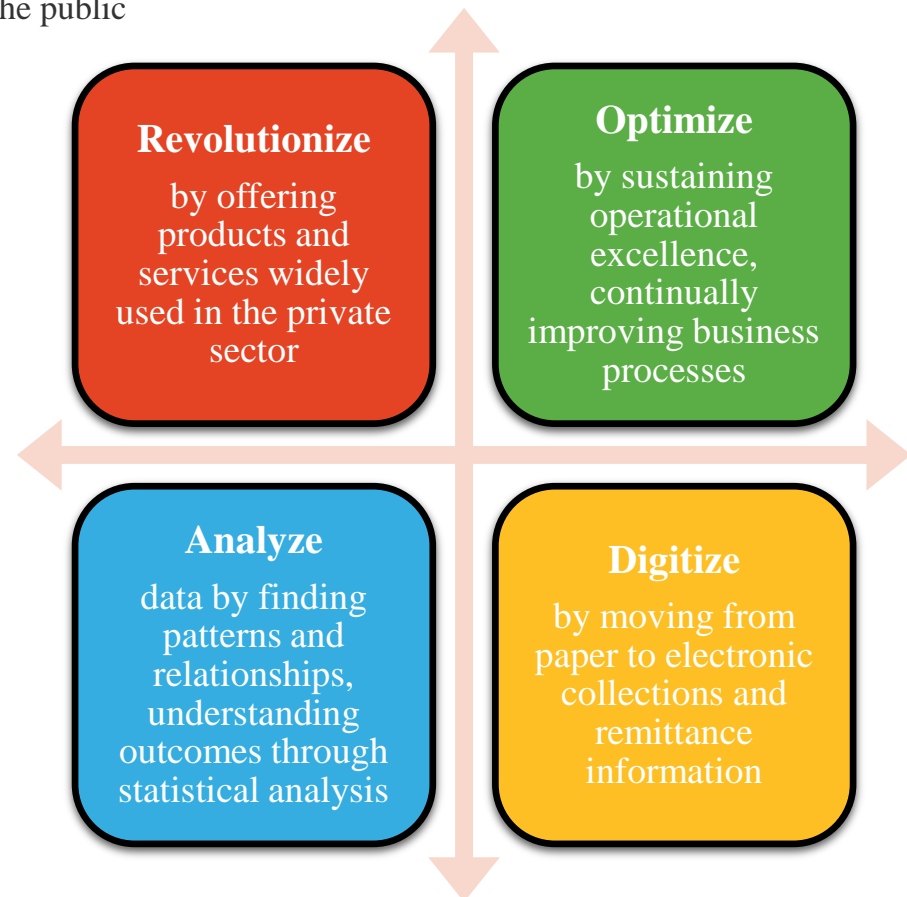 he public
Revolutionize
by offering
products and
services widely
used in the private
sector
Optimize
by sustaining
operational
excellence,
continually
improving business
processes
Analyze
data by finding
patterns and
relationships,
understanding
outcomes through
statistical analysis
Digitize
by moving from
paper to electronic
collections and
remittance
information